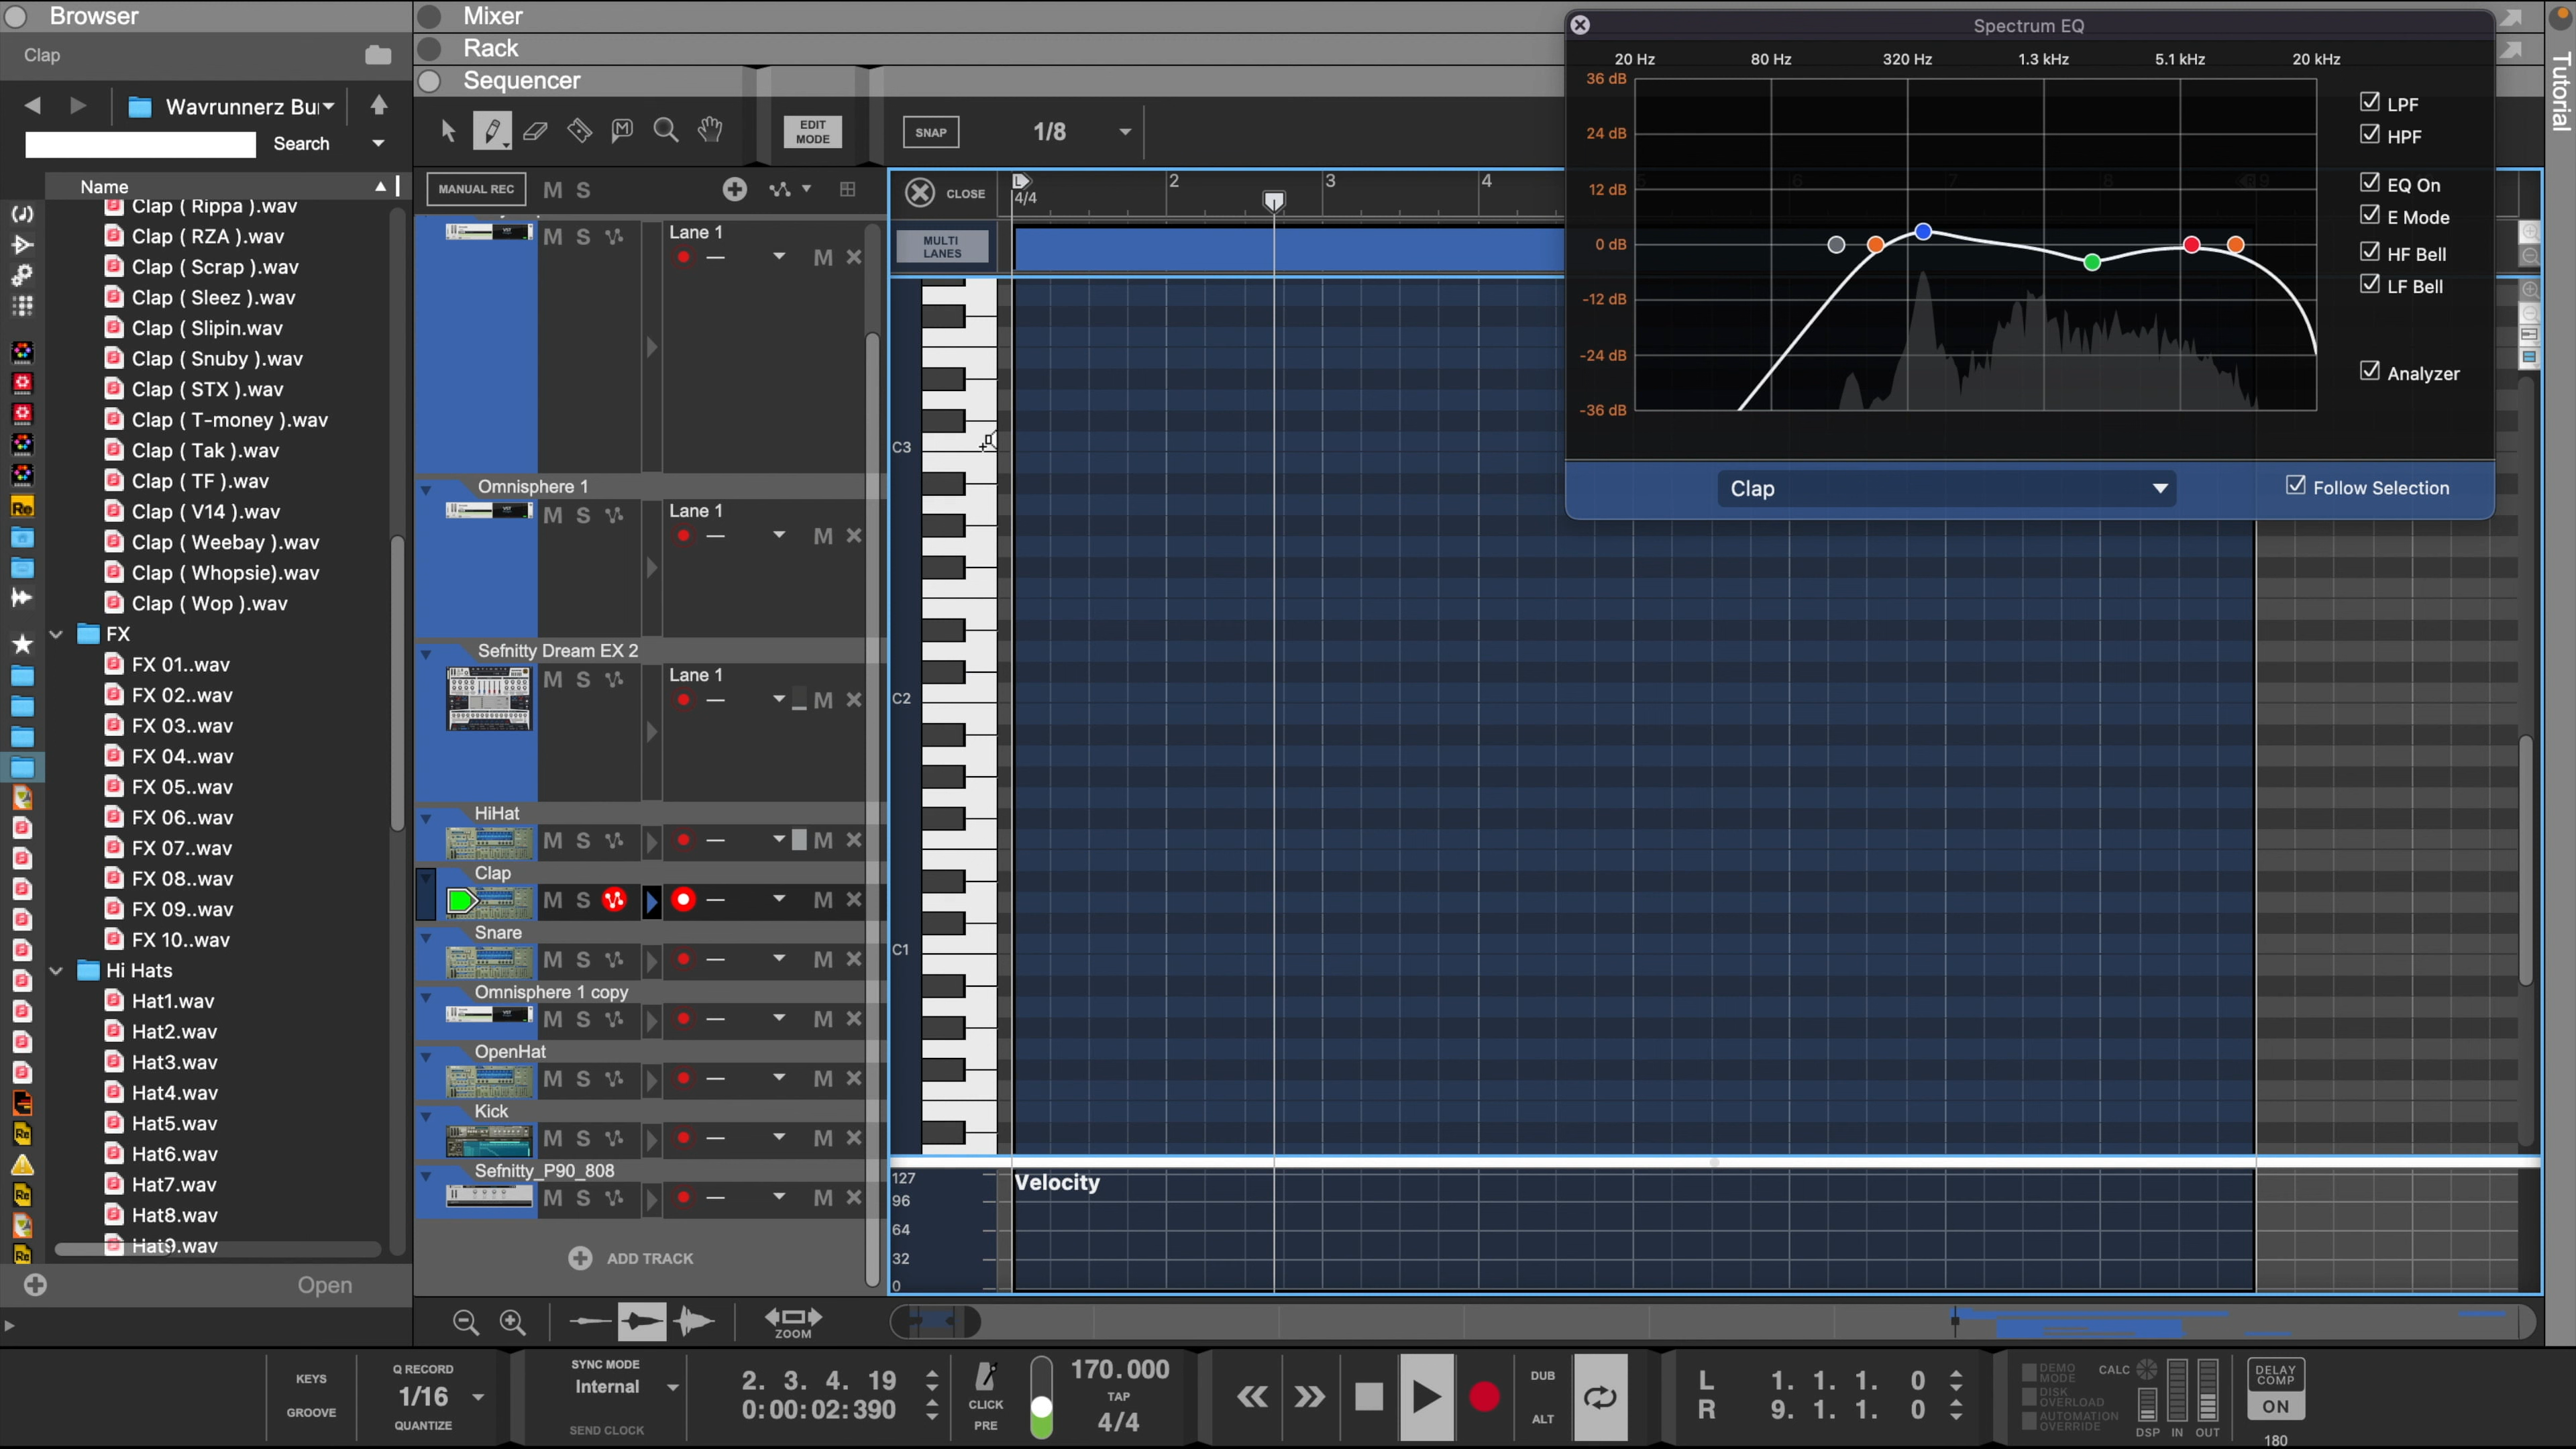 Browser
Clap
Wavrunnerz Bu
Search
Name
Clap ( Rippa ).wav
Clap ( RZA ).wav
Clap ( Scrap ).wav
Clap ( Sleez ).wav
Clap ( Slipin.wav
Clap ( Snuby ).wav
Clap ( STX ).wav
Clap ( T-money ).wav
Clap ( Tak ).wav
Clap ( TF ).wav
Clap ( V14 ).wav
Clap ( Weebay ).wav
Clap ( Whopsie).wav
Clap ( Wop ).wav
FX
FX 01..wav
FX 02..wav
FX 03..wav
FX 04..wav
FX 05..wav
FX 06..wav
FX 07..wav
FX 08..wav
FX 09..wav
FX 10..wav
Hi Hats
Hat1.wav
Hat2.wav
Hat3.wav
Hat4.wav
Hat5.wav
Hat6.wav
Hat7.wav
Hat8.wav
Hat9.wav
Open
Mixer
Rack
Sequencer
EDIT MODE
SNAP
1/8
MANUAL REC
M S
CLOSE
4/4
2
3
4
MULTI LANES
M S
Lane 1
M
Omnisphere 1
M S
Lane 1
M
Sefnitty Dream EX 2
M S
Lane 1
M
HiHat
M S M
Clap
M S M
Snare
M S M
Omnisphere 1 copy
M S M
OpenHat
M S M
Kick
M S M
Sefnitty_P90_808
M S M
ADD TRACK
C3
C2
C1
Velocity
127
96
64
32
0
Spectrum EQ
20 Hz 80 Hz 320 Hz 1.3 kHz 5.1 kHz 20 kHz
36 dB
24 dB
12 dB
0 dB
-12 dB
-24 dB
-36 dB
LPF
HPF
EQ On
E Mode
HF Bell
LF Bell
Analyzer
Clap
Follow Selection
Tutorial
ZOOM
KEYS
GROOVE
Q RECORD
1/16
QUANTIZE
SYNC MODE
Internal
SEND CLOCK
2. 3. 4. 19
0:00:02:390
CLICK
PRE
170.000
TAP
4/4
DUB
ALT
L 1. 1. 1. 0
R 9. 1. 1. 0
DEMO MODE
DISK OVERLOAD
AUTOMATION OVERRIDE
CALC
DSP IN OUT
DELAY COMP
ON
180